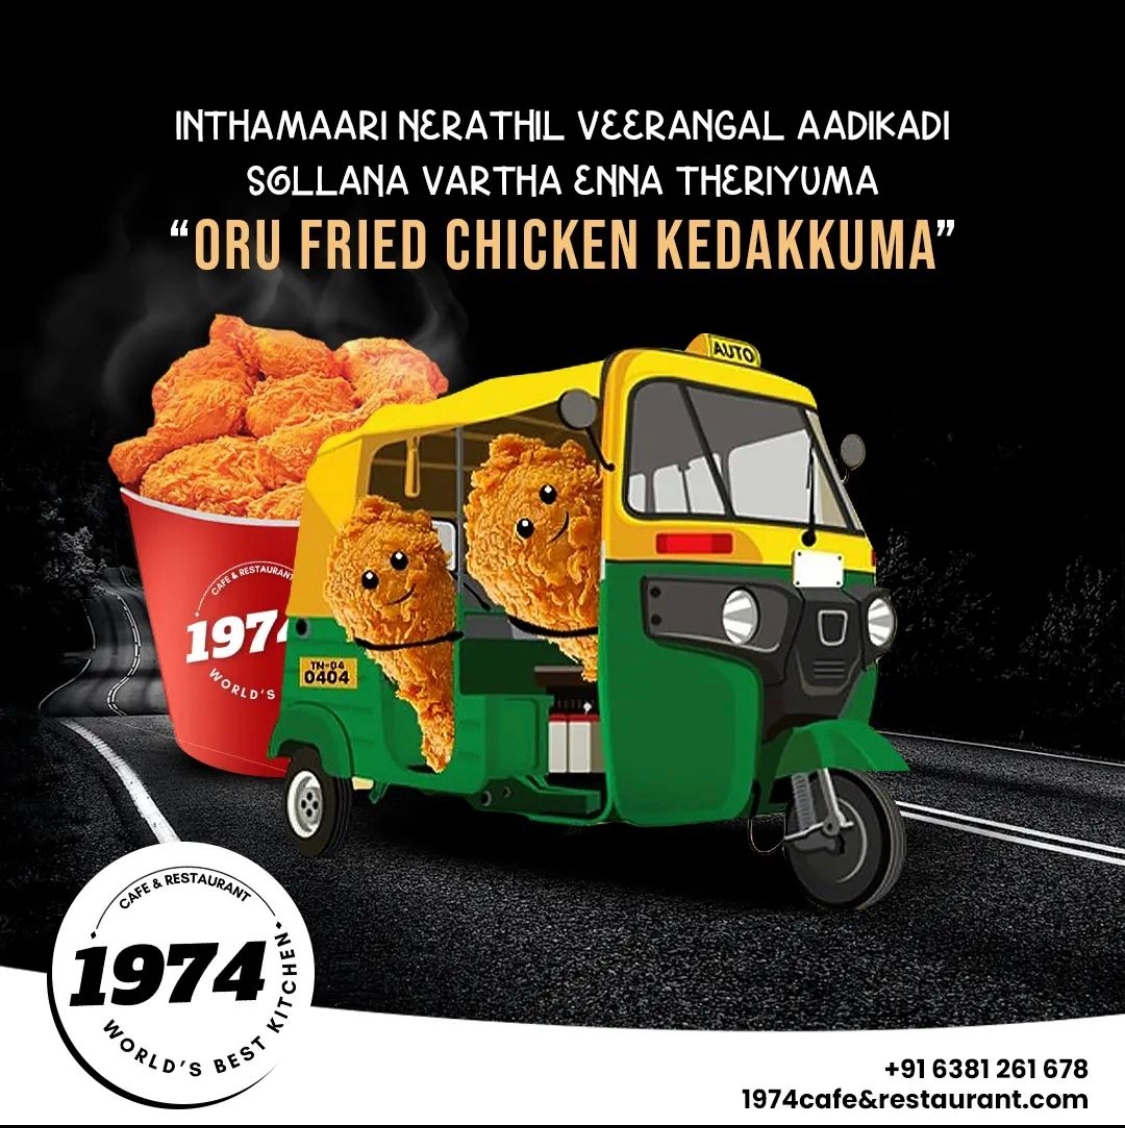 INTHAMAARI NERATHIL VEERANGAL AADIKADI
SGLLANA VARTHA ENNA THERIYUMA
“ORU FRIED CHICKEN KEDAKKUMA”
AUTO
CAFE & RESTAURANT
1974
WORLD'S
TN-04
0404
CAFE & RESTAURANT
1974
WORLD'S BEST KITCHEN
+91 6381 261 678
1974cafe&restaurant.com